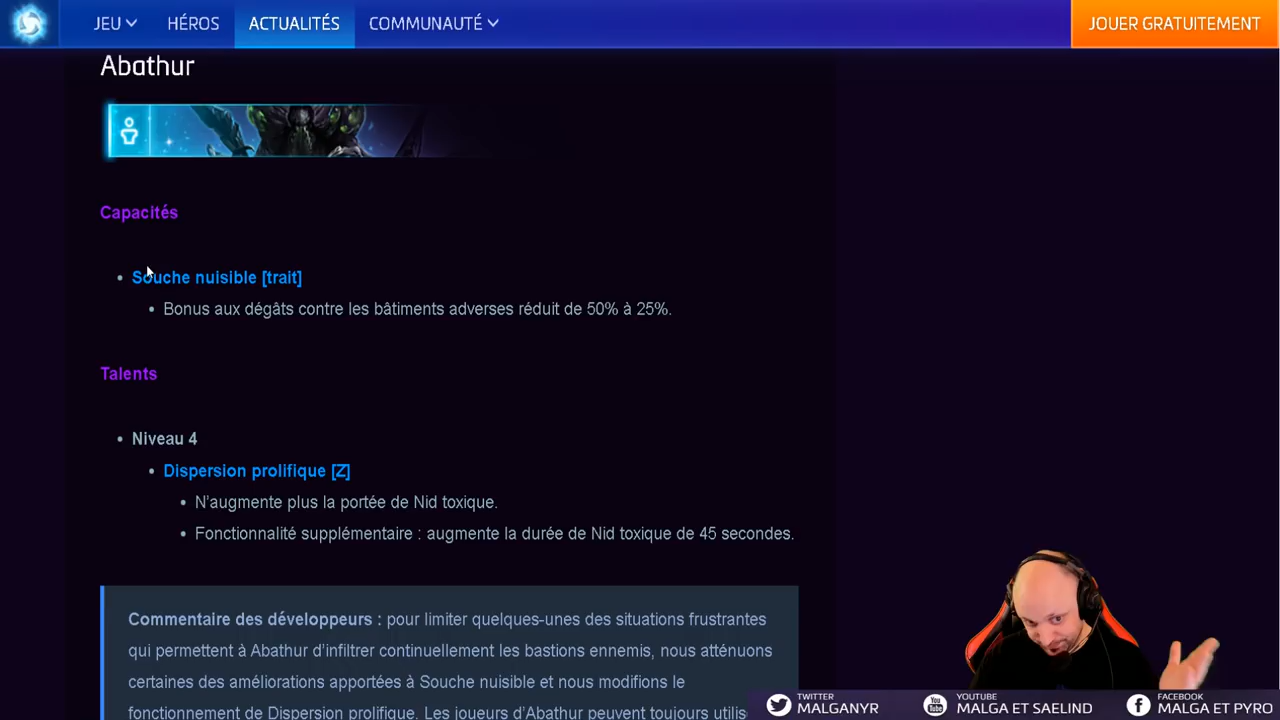 JEU HÉROS ACTUALITÉS COMMUNAUTÉ JOUER GRATUITEMENT
Abathur
Capacités
Souche nuisible [trait]
Bonus aux dégâts contre les bâtiments adverses réduit de 50% à 25%.
Talents
Niveau 4
Dispersion prolifique [Z]
N'augmente plus la portée de Nid toxique.
Fonctionnalité supplémentaire : augmente la durée de Nid toxique de 45 secondes.
Commentaire des développeurs : pour limiter quelques-unes des situations frustrantes
qui permettent à Abathur d'infiltrer continuellement les bastions ennemis, nous atténuons
certaines des améliorations apportées à Souche nuisible et nous modifions le
fonctionnement de Dispersion prolifique. Les joueurs d'Abathur peuvent toujours utilis
TWITTER
MALGANYR
YOUTUBE
MALGA ET SAELIND
FACEBOOK
MALGA ET PYRO